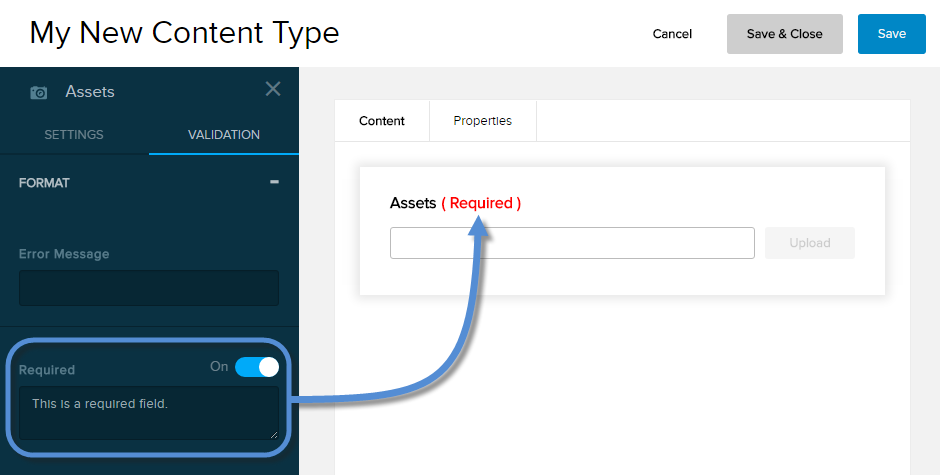 My New Content Type
Cancel
Save & Close
Save
Assets
SETTINGS
VALIDATION
FORMAT
Error Message
Required
On
This is a required field.
Content
Properties
Assets ( Required )
Upload